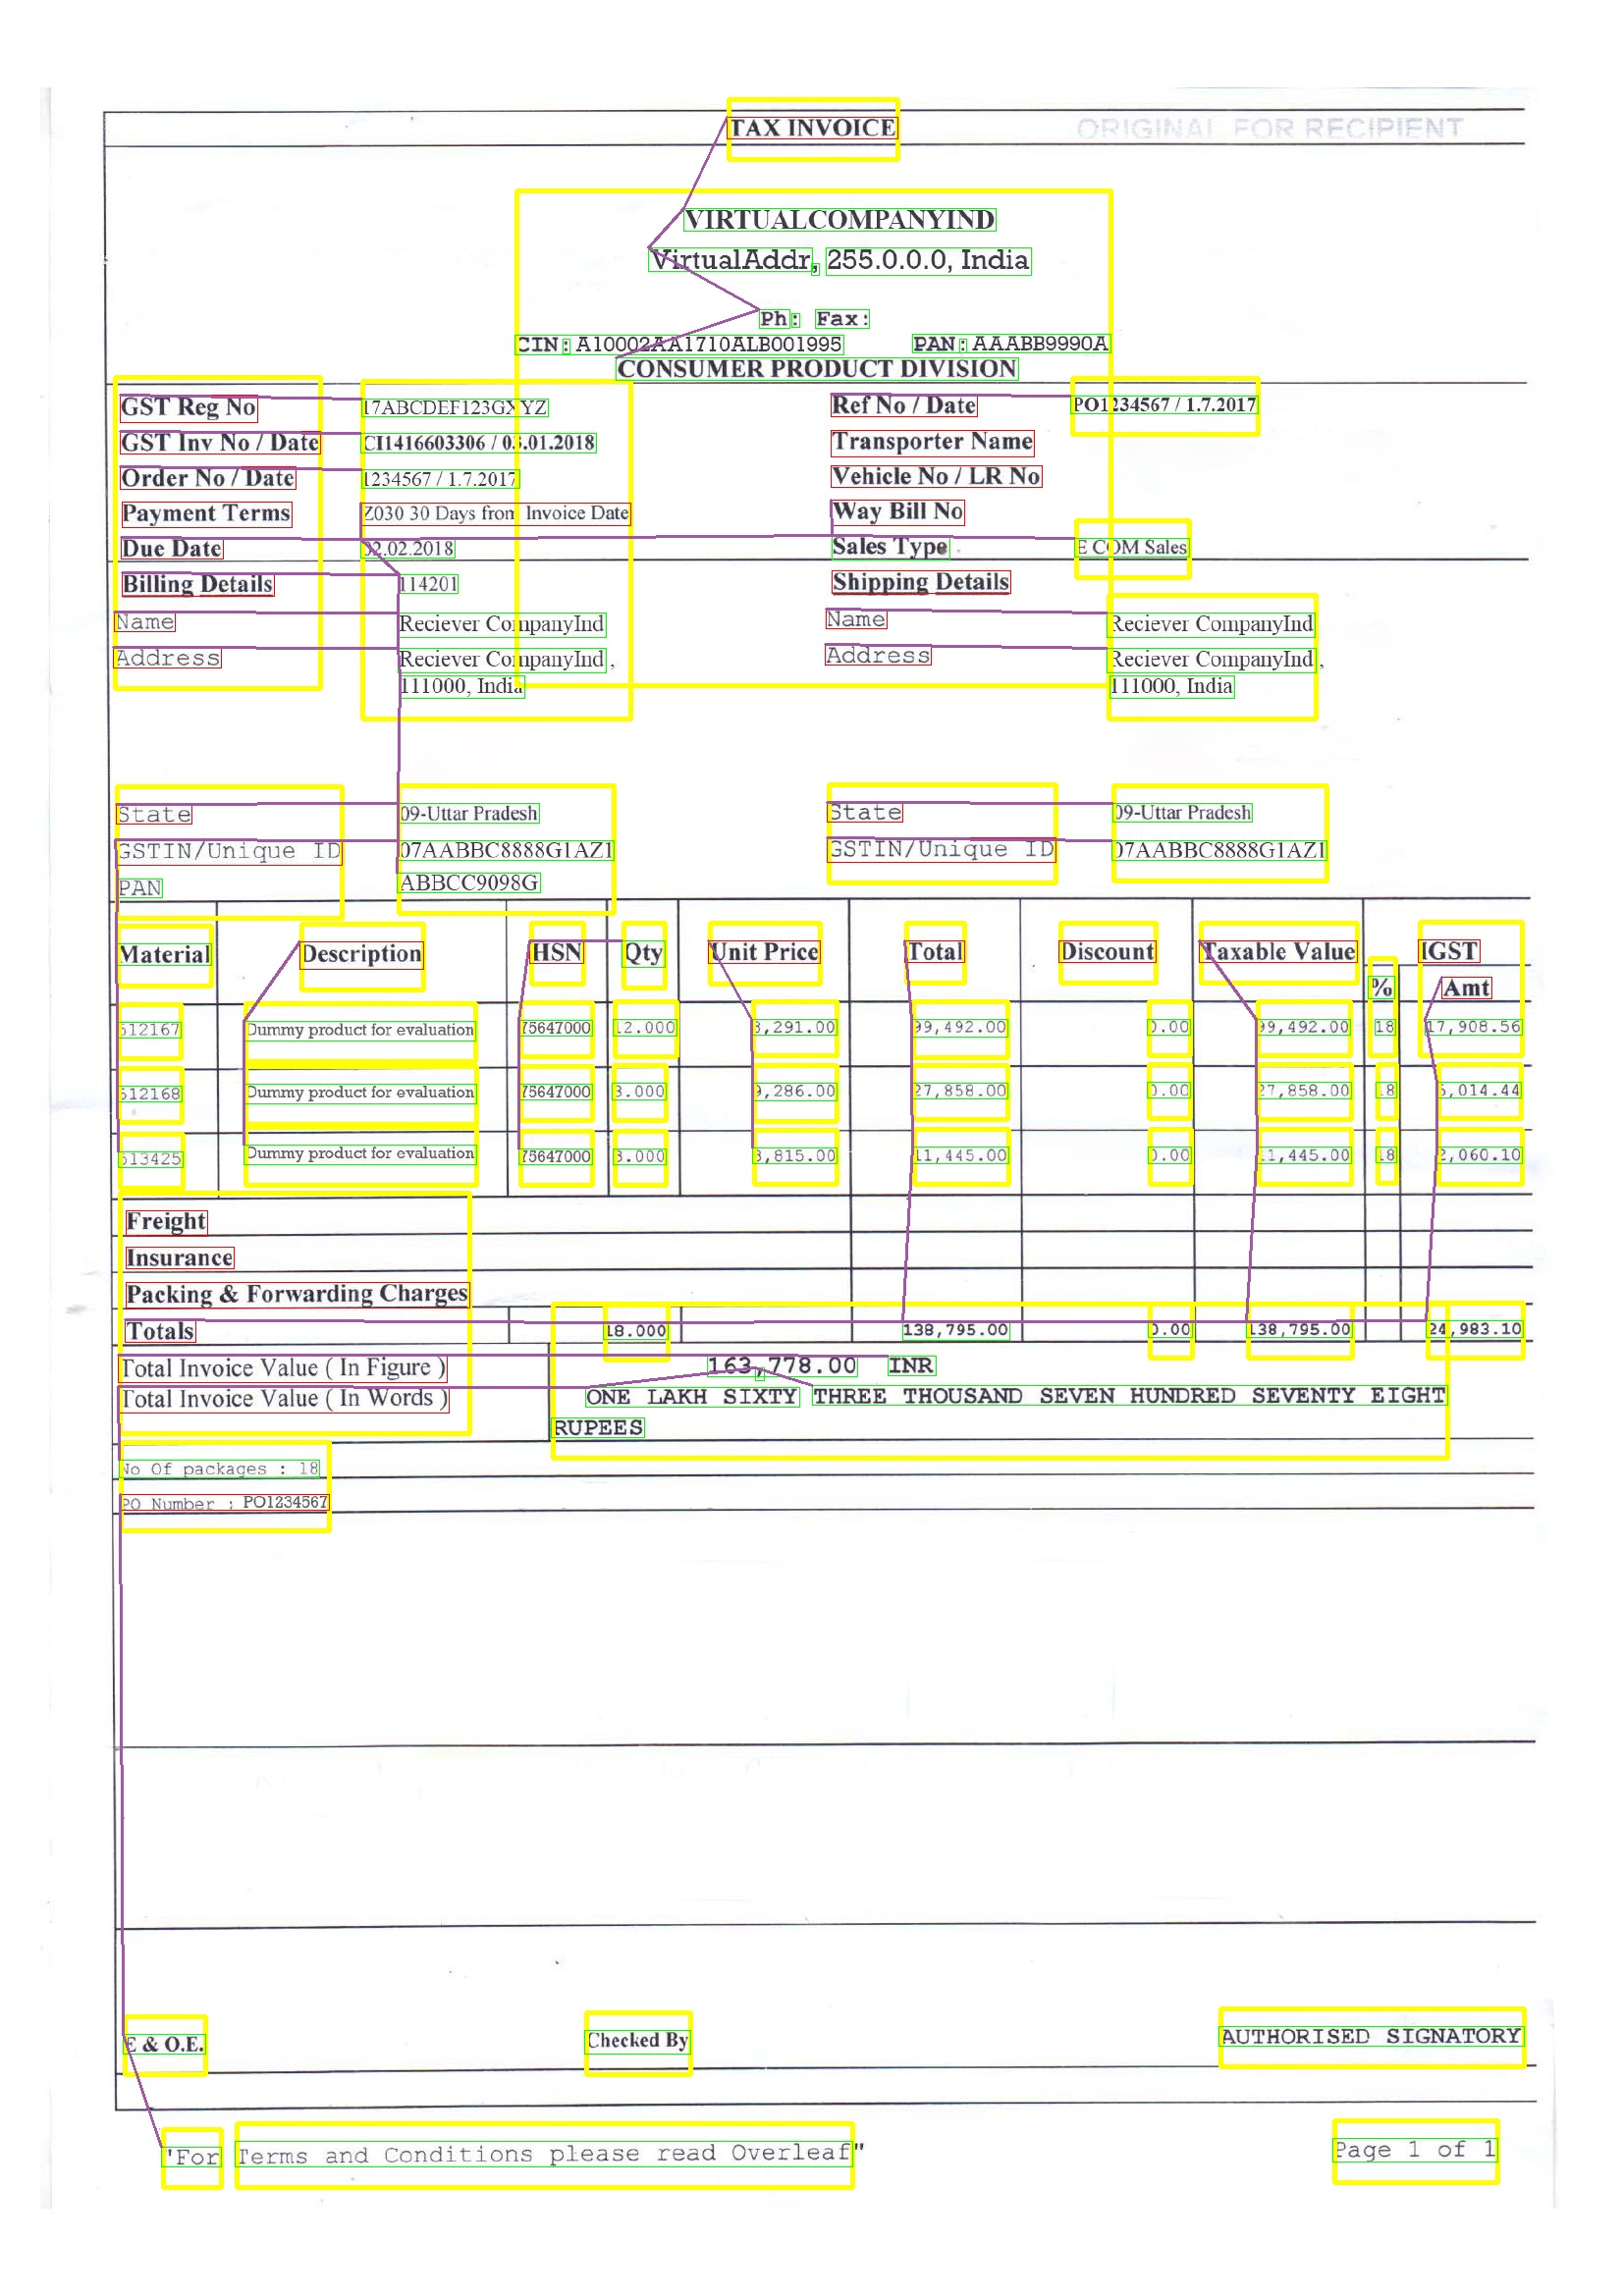 TAX INVOICE ORIGINAL FOR RECIPIENT
VIRTUALCOMPANYIND
VirtualAddr, 255.0.0.0, India
Ph: Fax:
CIN: A10002AA1710ALB001995 PAN: AAABB9990A
CONSUMER PRODUCT DIVISION
GST Reg No 17ABCDEF123GXYZ Ref No / Date PO1234567 / 1.7.2017
GST Inv No / Date CI1416603306 / 03.01.2018 Transporter Name
Order No / Date 1234567 / 1.7.2017 Vehicle No / LR No
Payment Terms Z030 30 Days from Invoice Date Way Bill No
Due Date 02.02.2018 Sales Type E COM Sales
Billing Details 114201 Shipping Details
Name Reciever CompanyInd Name Reciever CompanyInd
Address Reciever CompanyInd , Address Reciever CompanyInd ,
111000, India 111000, India
State 09-Uttar Pradesh State 09-Uttar Pradesh
GSTIN/Unique ID 07AABBC8888G1AZ1 GSTIN/Unique ID 07AABBC8888G1AZ1
PAN ABBCC9098G
Material Description HSN Qty Unit Price Total Discount Taxable Value IGST
% Amt
612167 Dummy product for evaluation 75647000 12.000 8,291.00 99,492.00 0.00 99,492.00 18 17,908.56
612168 Dummy product for evaluation 75647000 3.000 9,286.00 27,858.00 0.00 27,858.00 18 5,014.44
613425 Dummy product for evaluation 75647000 3.000 3,815.00 11,445.00 0.00 11,445.00 18 2,060.10
Freight
Insurance
Packing & Forwarding Charges
Totals 18.000 138,795.00 0.00 138,795.00 24,983.10
Total Invoice Value ( In Figure ) 163,778.00 INR
Total Invoice Value ( In Words ) ONE LAKH SIXTY THREE THOUSAND SEVEN HUNDRED SEVENTY EIGHT
RUPEES
No Of packages : 18
PO Number : PO1234567
E & O.E. Checked By AUTHORISED SIGNATORY
"For Terms and Conditions please read Overleaf" Page 1 of 1